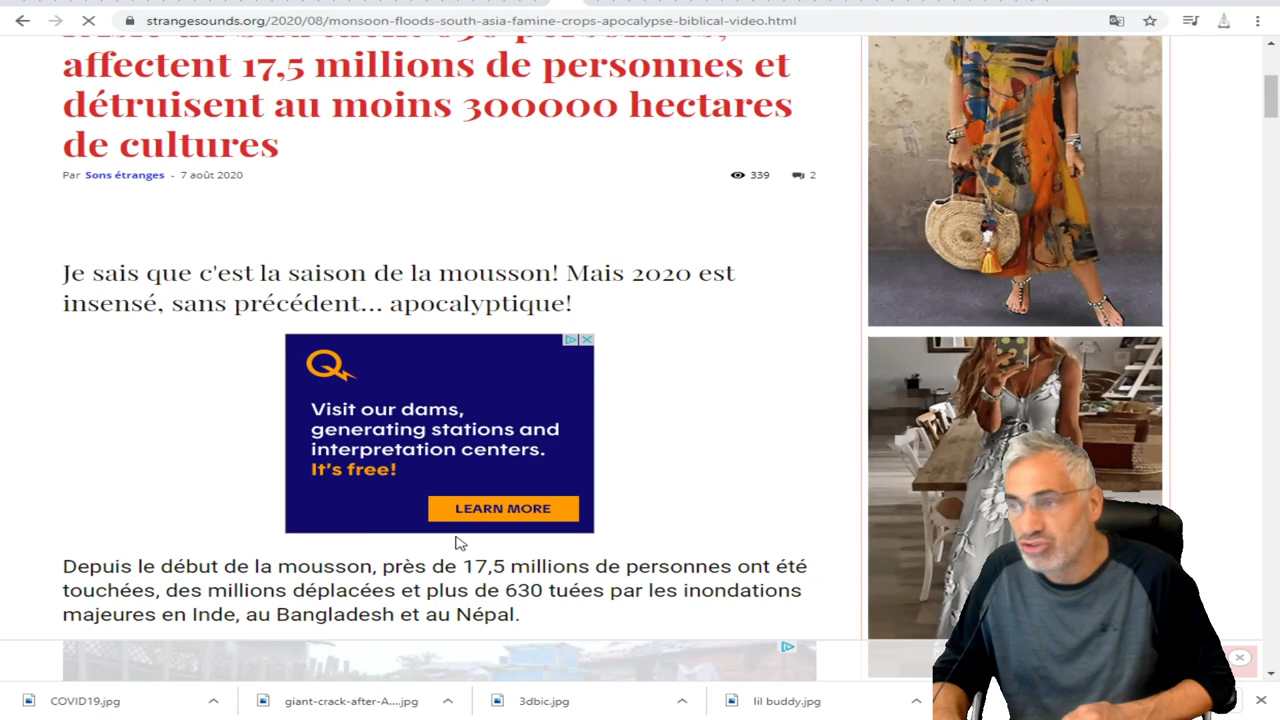 strangesounds.org/2020/08/monsoon-floods-south-asia-famine-crops-apocalypse-biblical-video.html
personnes,
affectent 17,5 millions de personnes et
détruisent au moins 300000 hectares
de cultures
Par Sons étranges - 7 août 2020
339 2
Je sais que c'est la saison de la mousson! Mais 2020 est
insensé, sans précédent... apocalyptique!
Visit our dams,
generating stations and
interpretation centers.
It's free!
LEARN MORE
Depuis le début de la mousson, près de 17,5 millions de personnes ont été
touchées, des millions déplacées et plus de 630 tuées par les inondations
majeures en Inde, au Bangladesh et au Népal.
COVID19.jpg
giant-crack-after-A....jpg
3dbic.jpg
lil buddy.jpg